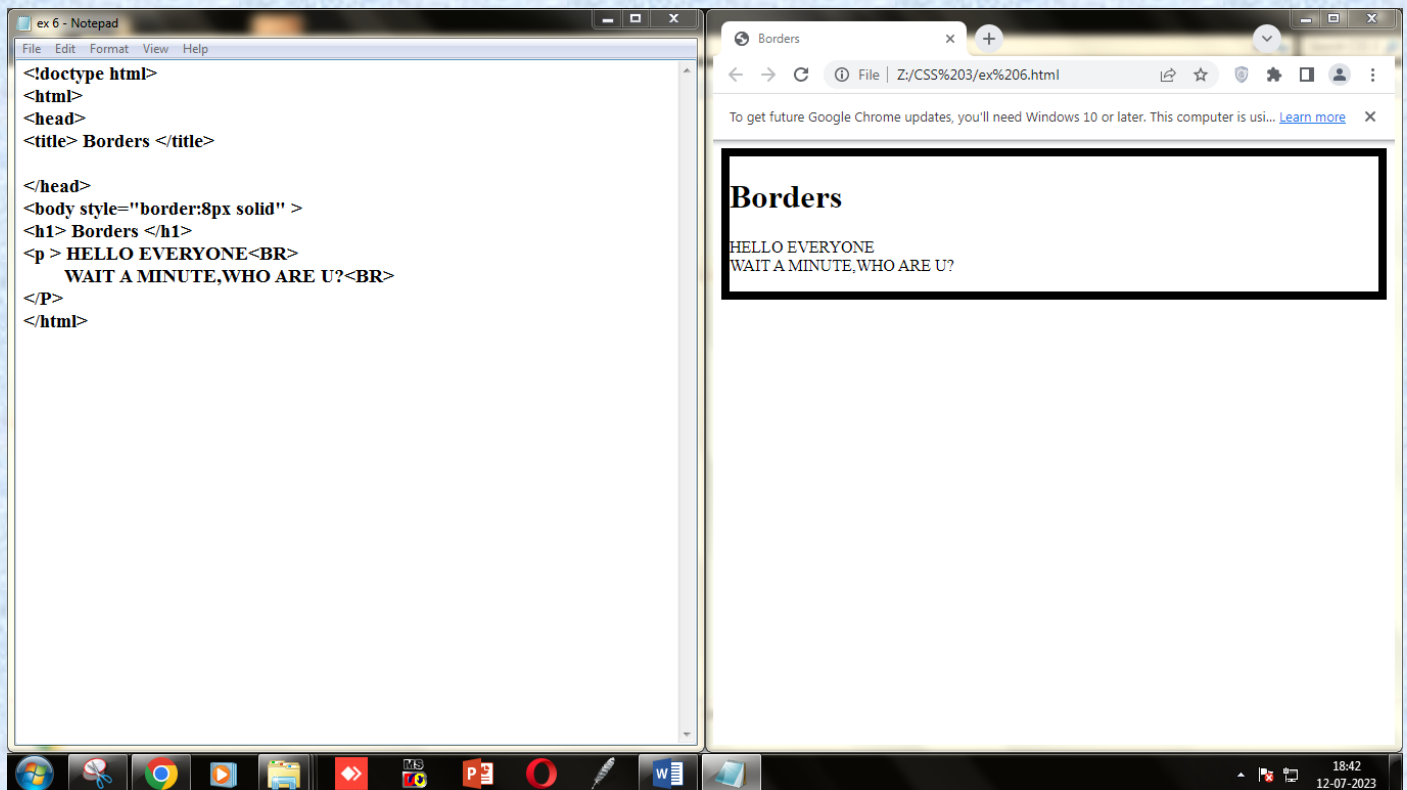 ex 6 - Notepad
File Edit Format View Help
<!doctype html>
<html>
<head>
<title> Borders </title>
</head>
<body style="border:8px solid" >
<h1> Borders </h1>
<p > HELLO EVERYONE<BR>
WAIT A MINUTE,WHO ARE U?<BR>
</P>
</html>
Borders
File Z:/CSS%203/ex%206.html
To get future Google Chrome updates, you'll need Windows 10 or later. This computer is usi... Learn more
Borders
HELLO EVERYONE
WAIT A MINUTE,WHO ARE U?
MS
P
W
18:42
12-07-2023